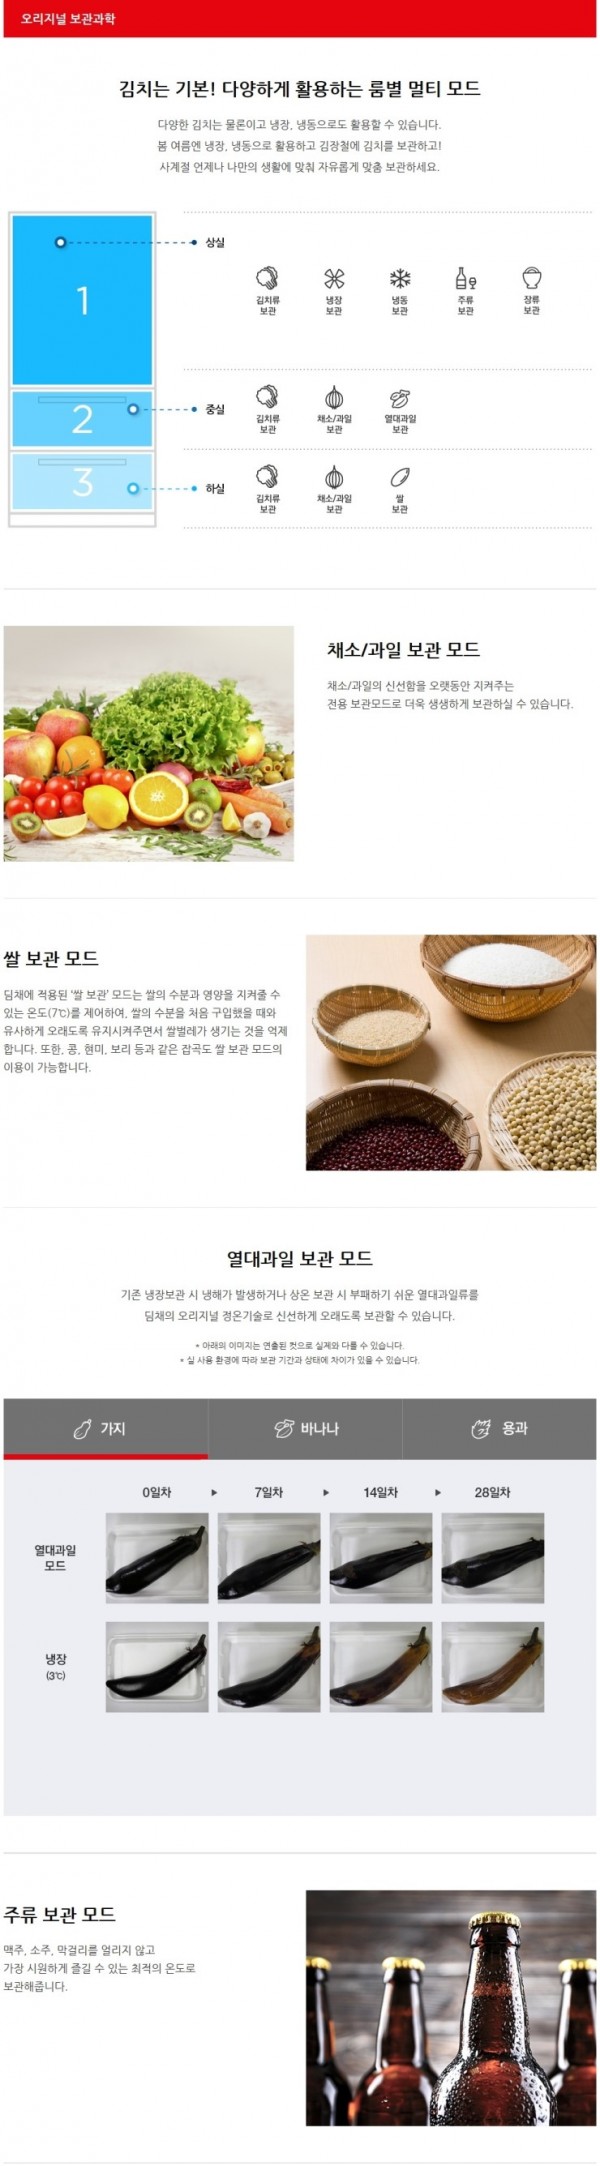 오리지널 보관과학
김치는 기본! 다양하게 활용하는 룸별 멀티 모드
다양한 김치는 물론이고 냉장, 냉동으로도 활용할 수 있습니다.
봄 여름엔 냉장, 냉동으로 활용하고 김장철에 김치를 보관하고!
사계절 언제나 나만의 생활에 맞춰 자유롭게 맞춤 보관하세요.
1
상실
김치류 냉장 냉동 주류 장류
보관 보관 보관 보관 보관
2
중실
김치류 채소/과일 열대과일
보관 보관 보관
3
하실
김치류 채소/과일 쌀
보관 보관 보관
채소/과일 보관 모드
채소/과일의 신선함을 오랫동안 지켜주는
전용 보관모드로 더욱 생생하게 보관하실 수 있습니다.
쌀 보관 모드
딤채에 적용된 '쌀 보관' 모드는 쌀의 수분과 영양을 지켜줄 수
있는 온도(7℃)를 제어하여, 쌀의 수분을 처음 구입했을 때와
유사하게 오래도록 유지시켜주면서 쌀벌레가 생기는 것을 억제
합니다. 또한, 콩, 현미, 보리 등과 같은 잡곡도 쌀 보관 모드의
이용이 가능합니다.
열대과일 보관 모드
기존 냉장보관 시 냉해가 발생하거나 상온 보관 시 부패하기 쉬운 열대과일류를
딤채의 오리지널 정온기술로 신선하게 오래도록 보관할 수 있습니다.
* 아래의 이미지는 연출된 컷으로 실제와 다를 수 있습니다.
* 실 사용 환경에 따라 보관 기간과 상태에 차이가 있을 수 있습니다.
가지 바나나 용과
0일차 ▶ 7일차 ▶ 14일차 ▶ 28일차
열대과일
모드
냉장
(3℃)
주류 보관 모드
맥주, 소주, 막걸리를 얼리지 않고
가장 시원하게 즐길 수 있는 최적의 온도로
보관해줍니다.